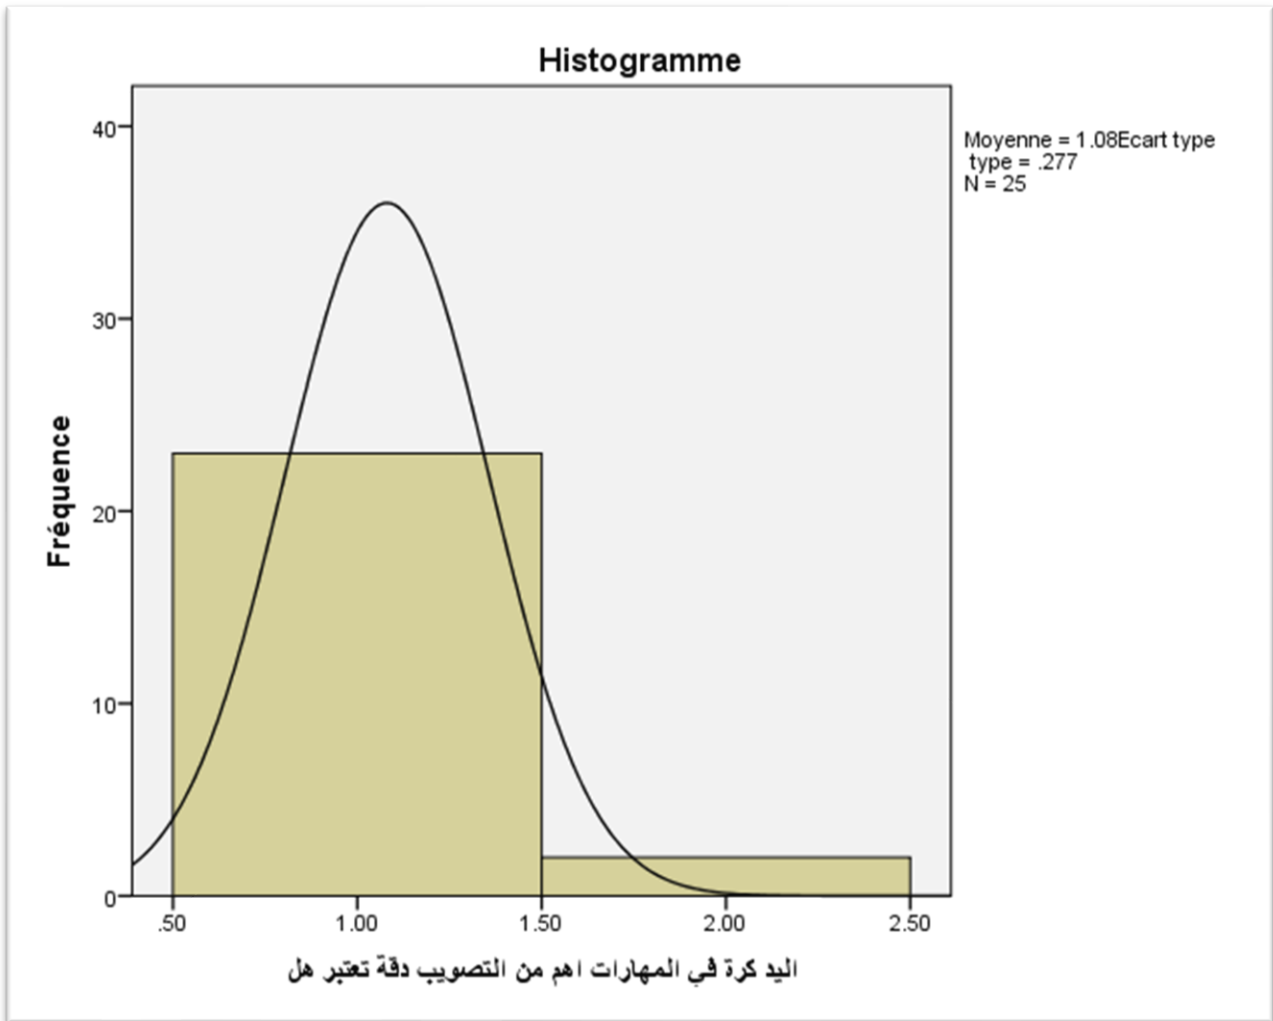 Histogramme
Moyenne = 1.08Ecart type
type = .277
N = 25
Fréquence
40
30
20
10
0
.50 1.00 1.50 2.00 2.50
اليد كرة في المهارات اهم من التصويب دقة تعتبر هل